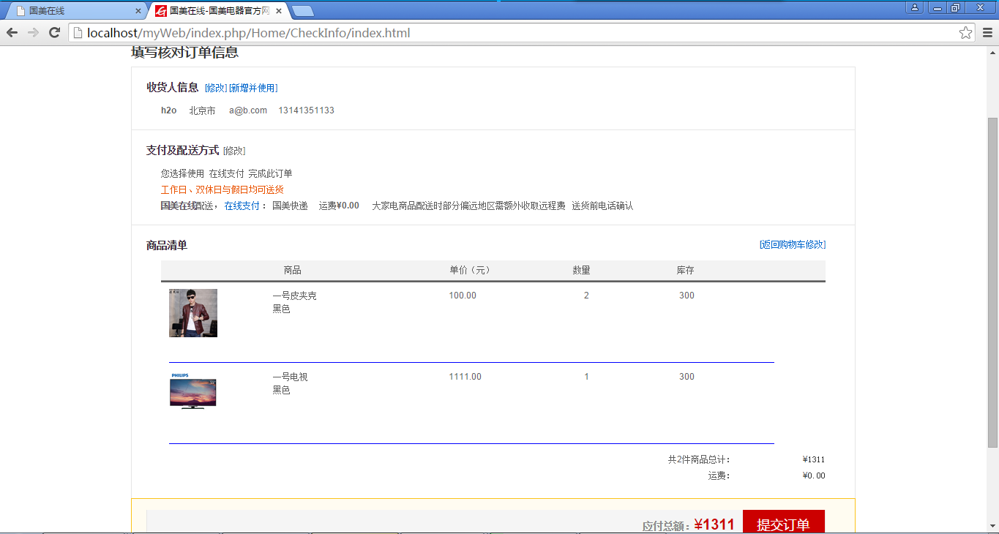 国美在线
国美在线-国美电器官方网
localhost/myWeb/index.php/Home/CheckInfo/index.html
填写核对订单信息
收货人信息 [修改] [新增并使用]
h2o 北京市 a@b.com 13141351133
支付及配送方式 [修改]
您选择使用 在线支付 完成此订单
工作日、双休日与假日均可送货
国美在线配送， 在线支付： 国美快递 运费¥0.00 大家电商品配送时部分偏远地区需额外收取远程费 送货前电话确认
商品清单 [返回购物车修改]
商品 单价（元） 数量 库存
一号皮夹克 100.00 2 300
黑色
PHILIPS
一号电视 1111.00 1 300
黑色
共2件商品总计： ¥1311
运费： ¥0.00
应付总额：¥1311 提交订单